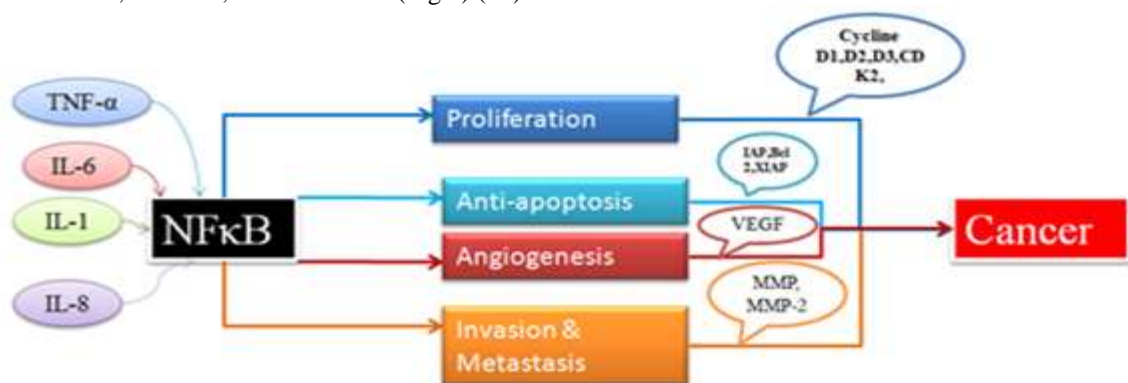 Cycline
D1,D2,D3,CD
K2,
TNF-α
Proliferation
IL-6
IAP,Bcl
2,XIAP
Anti-apoptosis
IL-1
NFκB
VEGF
Cancer
Angiogenesis
IL-8
MMP,
MMP-2
Invasion &
Metastasis